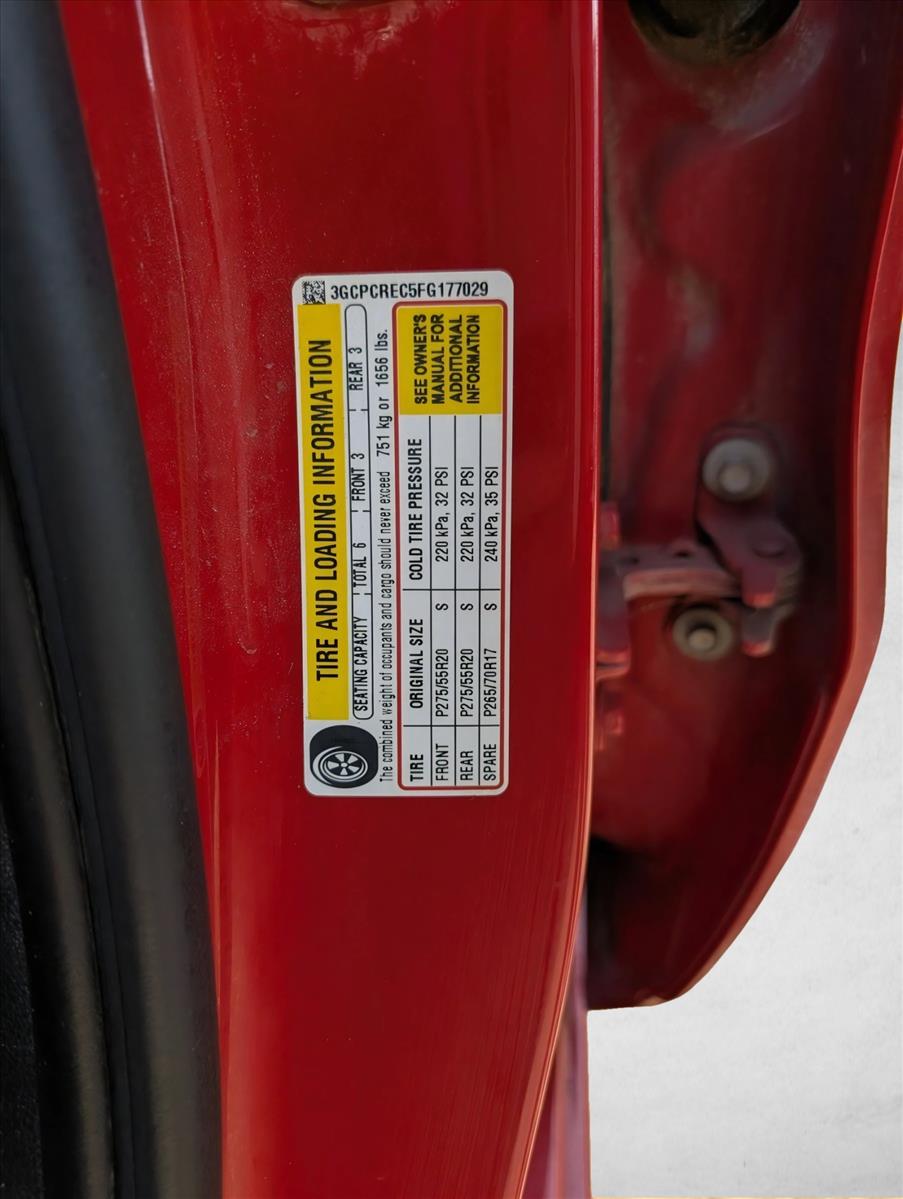 3GCPCREC5FG177029
TIRE AND LOADING INFORMATION
SEATING CAPACITY TOTAL 6 FRONT 3 REAR 3
The combined weight of occupants and cargo should never exceed 751 kg or 1656 lbs.
TIRE ORIGINAL SIZE COLD TIRE PRESSURE
FRONT P275/55R20 S 220 kPa, 32 PSI
REAR P275/55R20 S 220 kPa, 32 PSI
SPARE P265/70R17 S 240 kPa, 35 PSI
SEE OWNER'S
MANUAL FOR
ADDITIONAL
INFORMATION